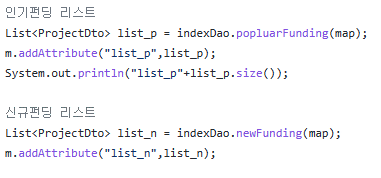 인기펀딩 리스트
List<ProjectDto> list_p = indexDao.popluarFunding(map);
m.addAttribute("list_p",list_p);
System.out.println("list_p"+list_p.size());
신규펀딩 리스트
List<ProjectDto> list_n = indexDao.newFunding(map);
m.addAttribute("list_n",list_n);